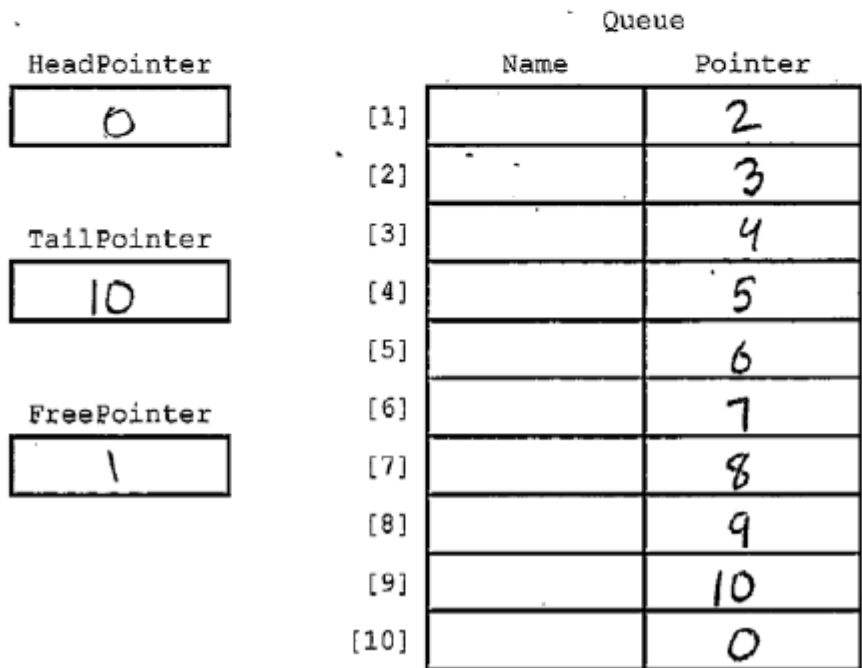 Queue
HeadPointer Name Pointer
0 [1] 2
[2] 3
TailPointer [3] 4
10 [4] 5
[5] 6
FreePointer [6] 7
1 [7] 8
[8] 9
[9] 10
[10] 0